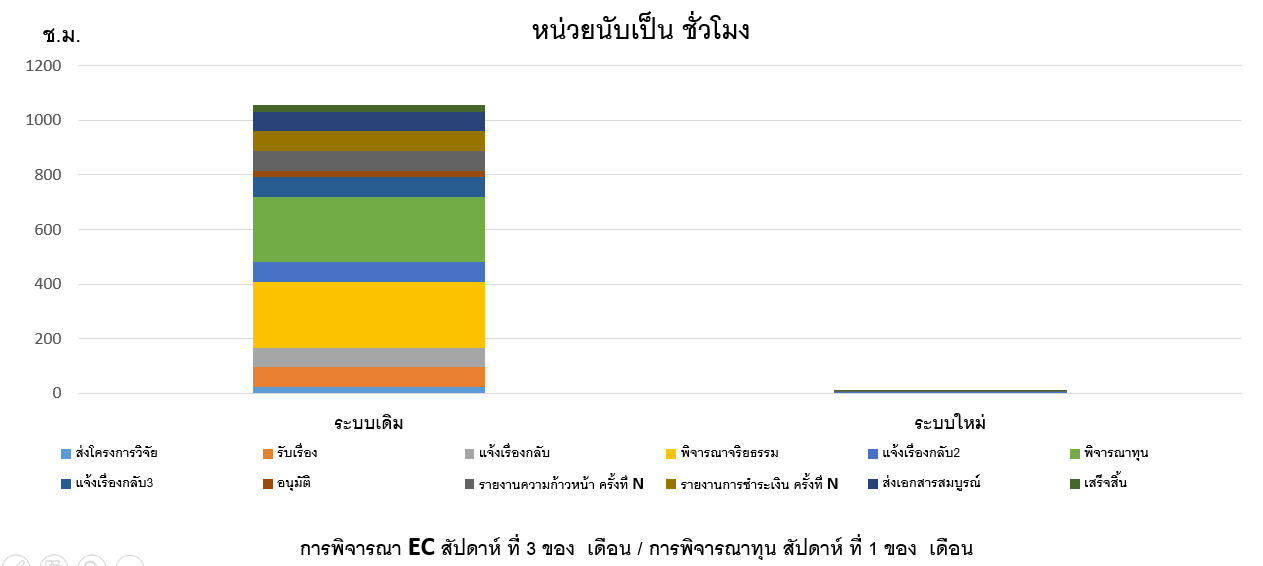 หน่วยนับเป็น ชั่วโมง
ช.ม.
1200
1000
800
600
400
200
0
ระบบเดิม ระบบใหม่
ส่งโครงการวิจัย รับเรื่อง แจ้งเรื่องกลับ พิจารณาจริยธรรม แจ้งเรื่องกลับ2 พิจารณาทุน
แจ้งเรื่องกลับ3 อนุมัติ รายงานความก้าวหน้า ครั้งที่ N รายงานการชำระเงิน ครั้งที่ N ส่งเอกสารสมบูรณ์ เสร็จสิ้น
การพิจารณา EC สัปดาห์ ที่ 3 ของ เดือน / การพิจารณาทุน สัปดาห์ ที่ 1 ของ เดือน